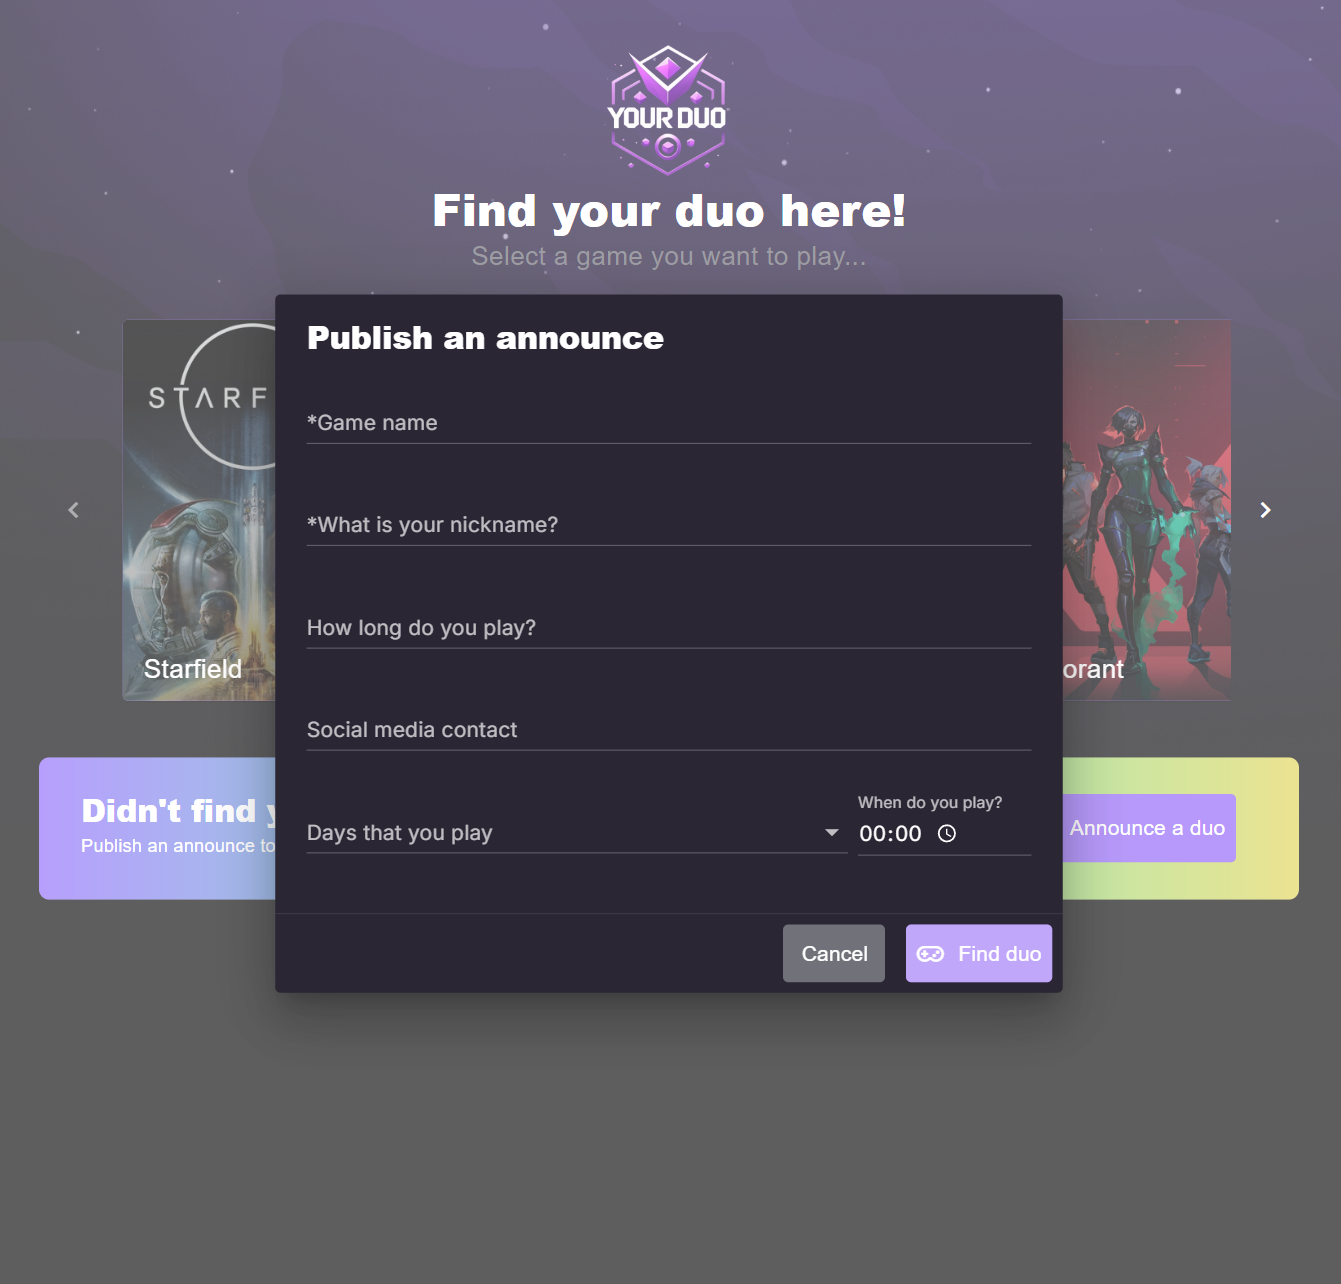 YOUR DUO
Find your duo here!
Select a game you want to play...
Publish an announce
*Game name
*What is your nickname?
How long do you play?
Social media contact
Days that you play
When do you play?
00:00
Cancel
Find duo
STARF
Starfield
orant
Didn't find
Publish an announce to
Announce a duo